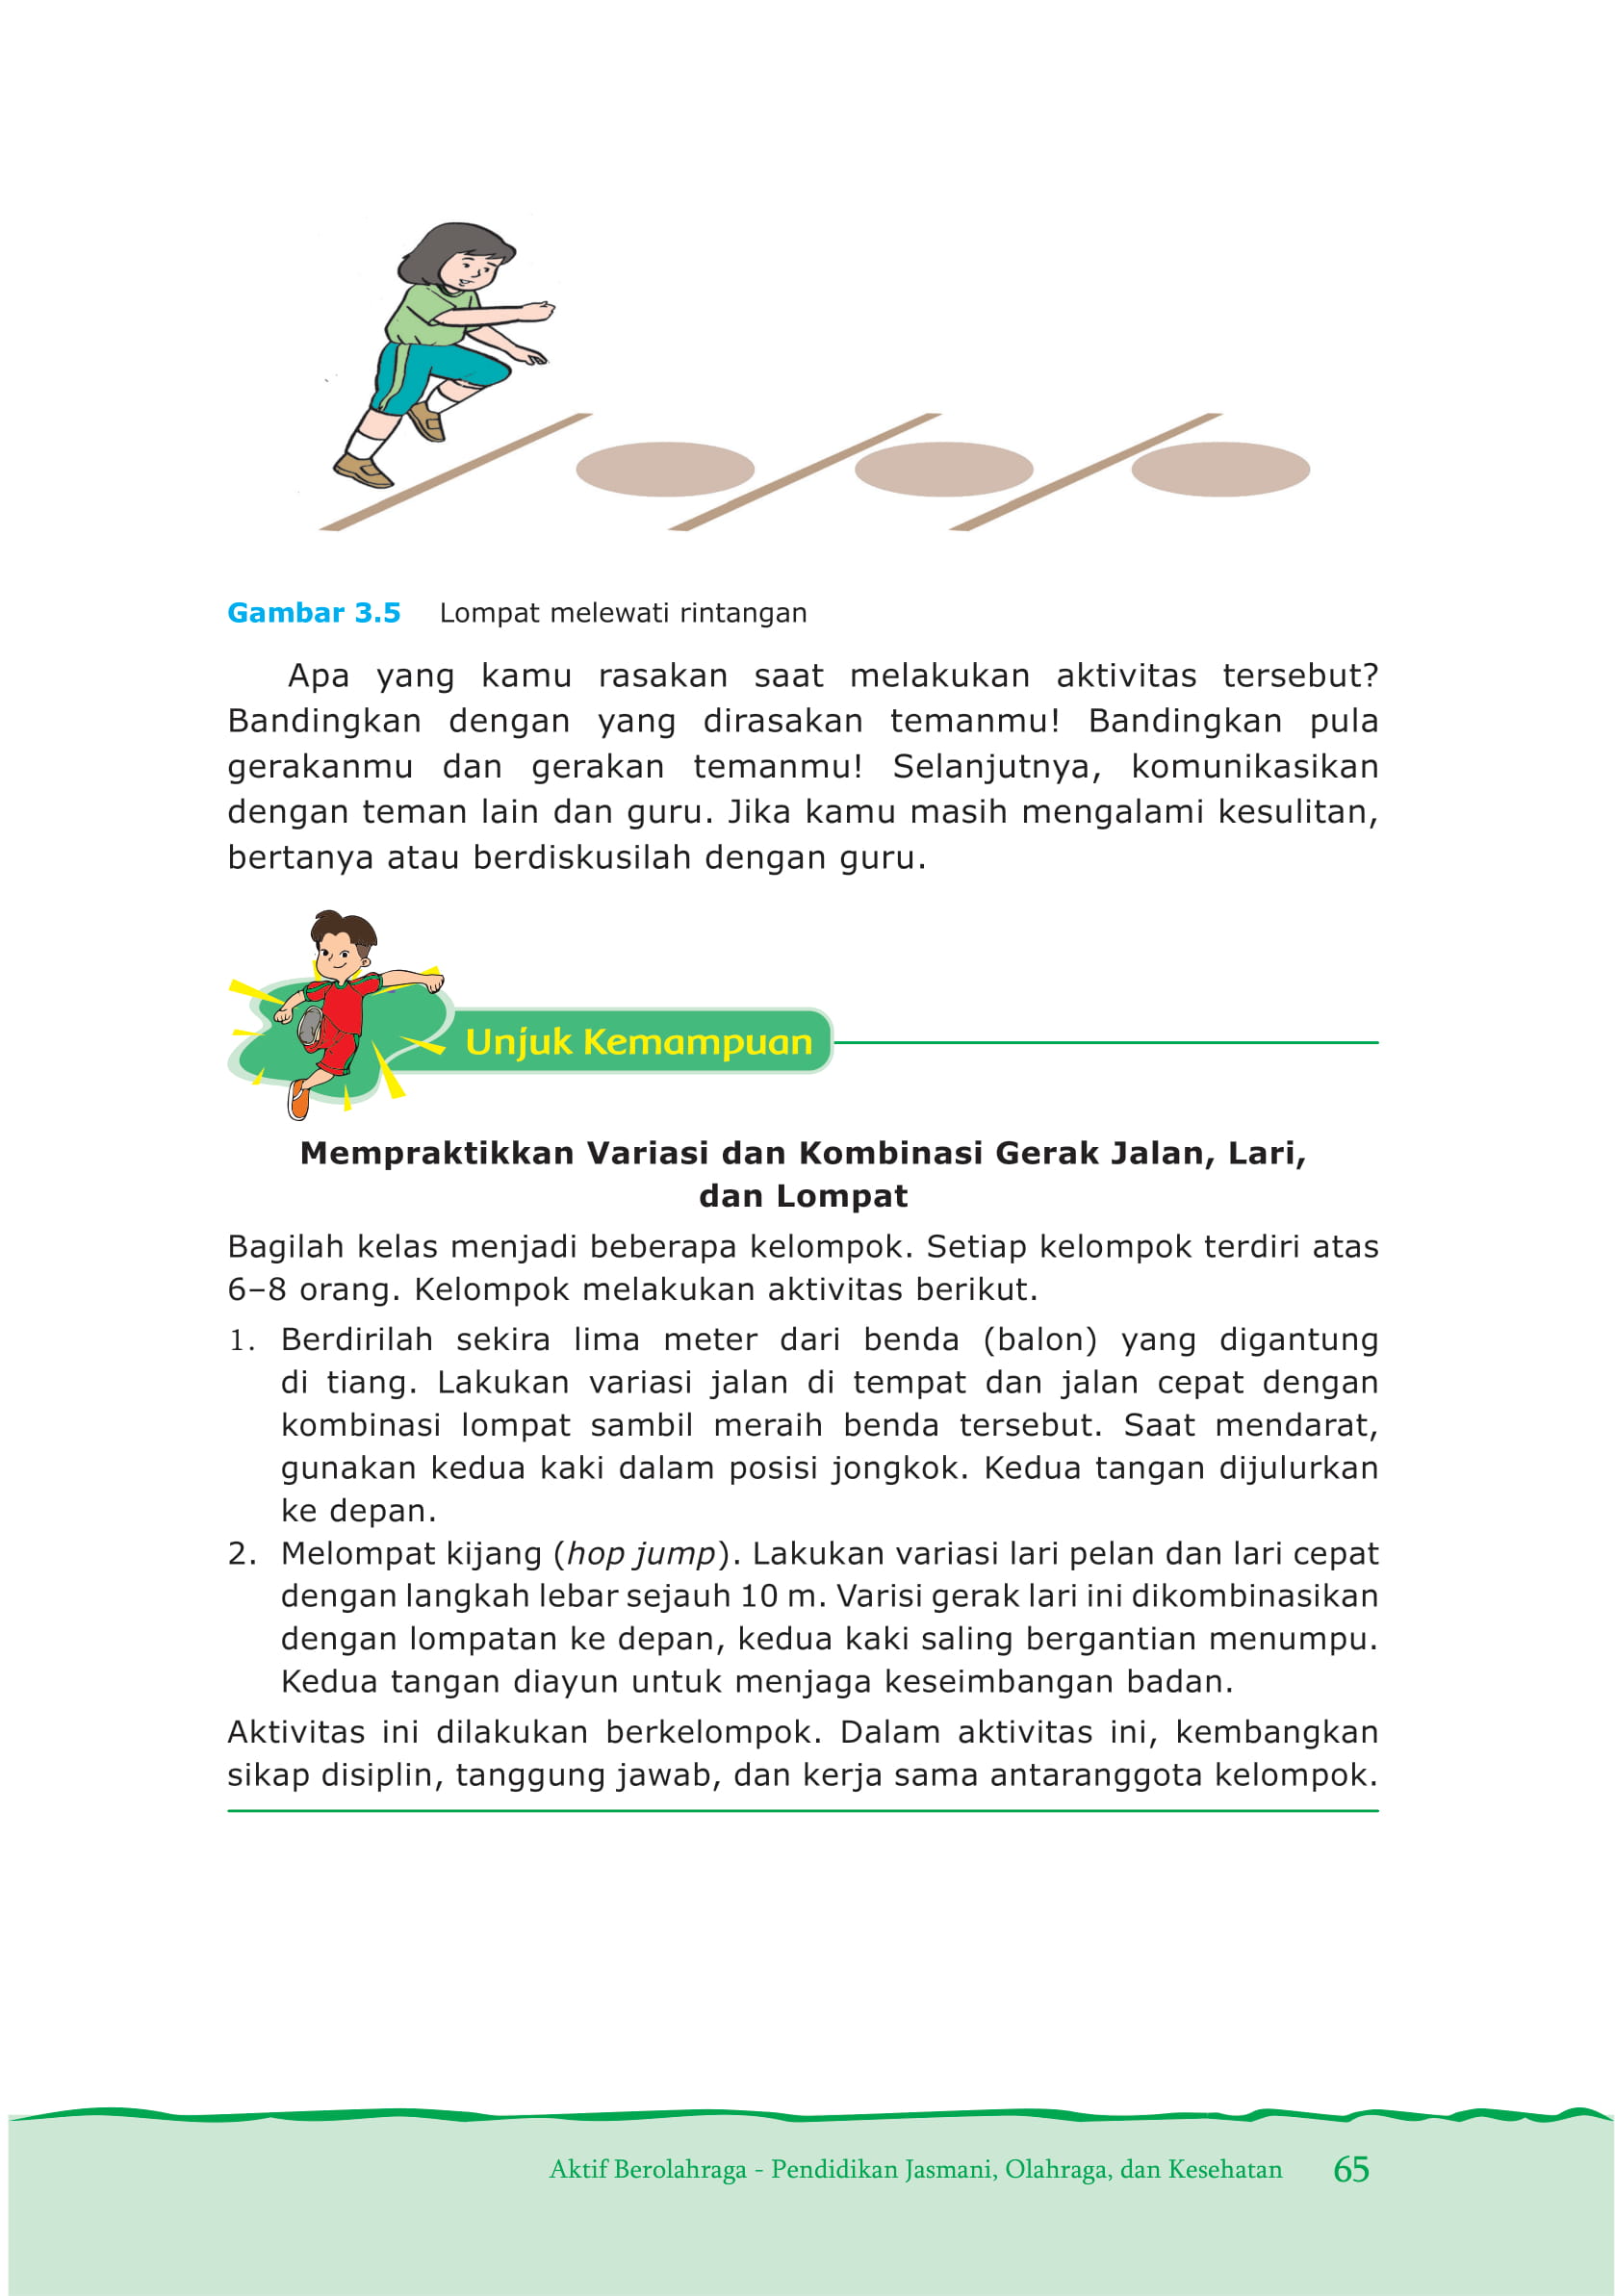 Gambar 3.5 Lompat melewati rintangan
Apa yang kamu rasakan saat melakukan aktivitas tersebut?
Bandingkan dengan yang dirasakan temanmu! Bandingkan pula
gerakanmu dan gerakan temanmu! Selanjutnya, komunikasikan
dengan teman lain dan guru. Jika kamu masih mengalami kesulitan,
bertanya atau berdiskusilah dengan guru.
Unjuk Kemampuan
Mempraktikkan Variasi dan Kombinasi Gerak Jalan, Lari,
dan Lompat
Bagilah kelas menjadi beberapa kelompok. Setiap kelompok terdiri atas
6–8 orang. Kelompok melakukan aktivitas berikut.
1. Berdirilah sekira lima meter dari benda (balon) yang digantung
di tiang. Lakukan variasi jalan di tempat dan jalan cepat dengan
kombinasi lompat sambil meraih benda tersebut. Saat mendarat,
gunakan kedua kaki dalam posisi jongkok. Kedua tangan dijulurkan
ke depan.
2. Melompat kijang (hop jump). Lakukan variasi lari pelan dan lari cepat
dengan langkah lebar sejauh 10 m. Varisi gerak lari ini dikombinasikan
dengan lompatan ke depan, kedua kaki saling bergantian menumpu.
Kedua tangan diayun untuk menjaga keseimbangan badan.
Aktivitas ini dilakukan berkelompok. Dalam aktivitas ini, kembangkan
sikap disiplin, tanggung jawab, dan kerja sama antaranggota kelompok.
Aktif Berolahraga - Pendidikan Jasmani, Olahraga, dan Kesehatan 65